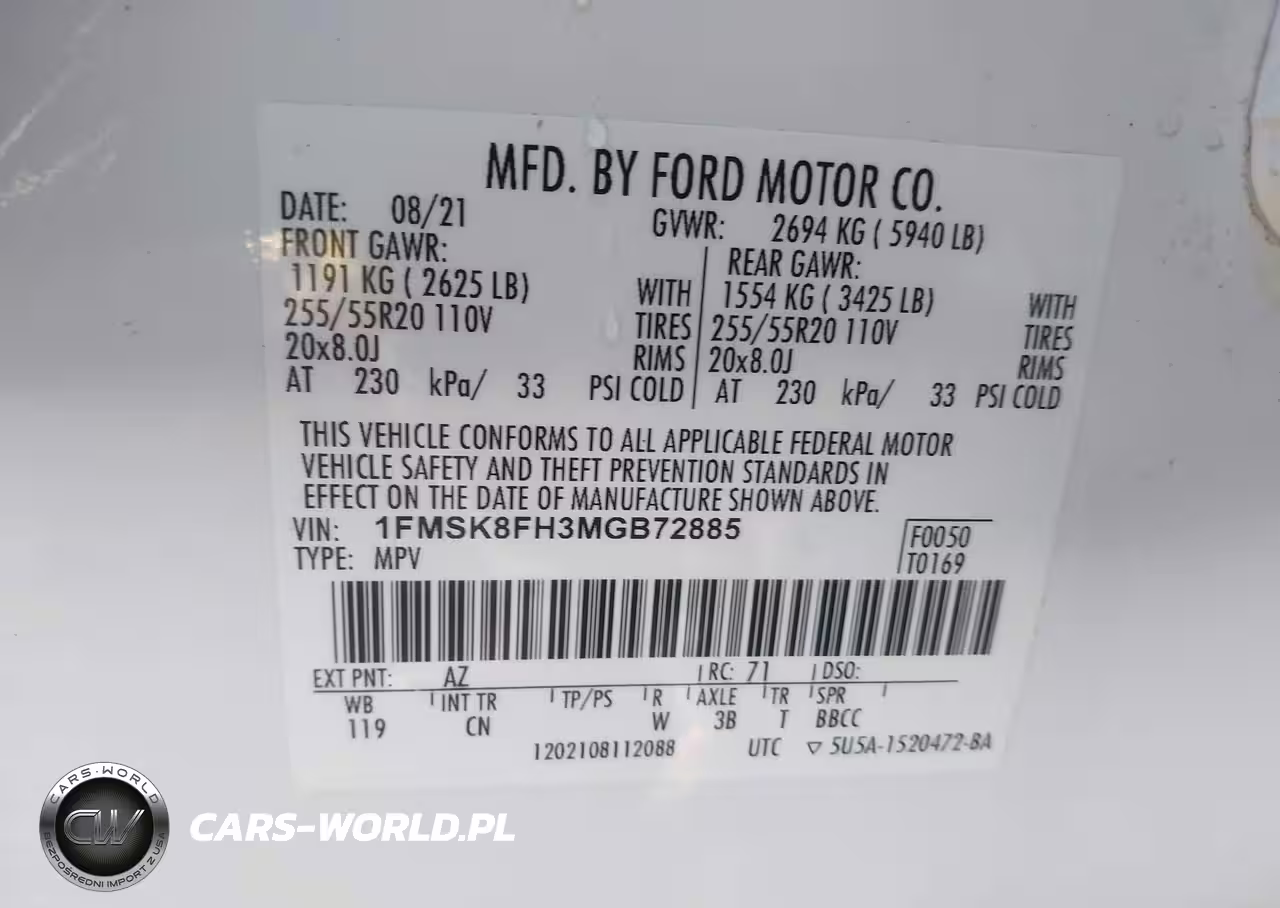 MFD. BY FORD MOTOR CO.
DATE: 08/21 GVWR: 2694 KG ( 5940 LB)
FRONT GAWR: REAR GAWR:
1191 KG ( 2625 LB) WITH 1554 KG ( 3425 LB) WITH
255/55R20 110V TIRES 255/55R20 110V TIRES
20x8.0J RIMS 20x8.0J RIMS
AT 230 kPa/ 33 PSI COLD AT 230 kPa/ 33 PSI COLD
THIS VEHICLE CONFORMS TO ALL APPLICABLE FEDERAL MOTOR
VEHICLE SAFETY AND THEFT PREVENTION STANDARDS IN
EFFECT ON THE DATE OF MANUFACTURE SHOWN ABOVE.
VIN: 1FMSK8FH3MGB72885 F0050
TYPE: MPV T0169
EXT PNT: AZ RC: 71 DSO:
WB INT TR TP/PS R AXLE TR SPR
119 CN W 3B T BBCC
1202108112088 UTC ▽ 5U5A-1520472-BA
CARS-WORLD
CW
BEZPOŚREDNI IMPORT Z USA
CARS-WORLD.PL